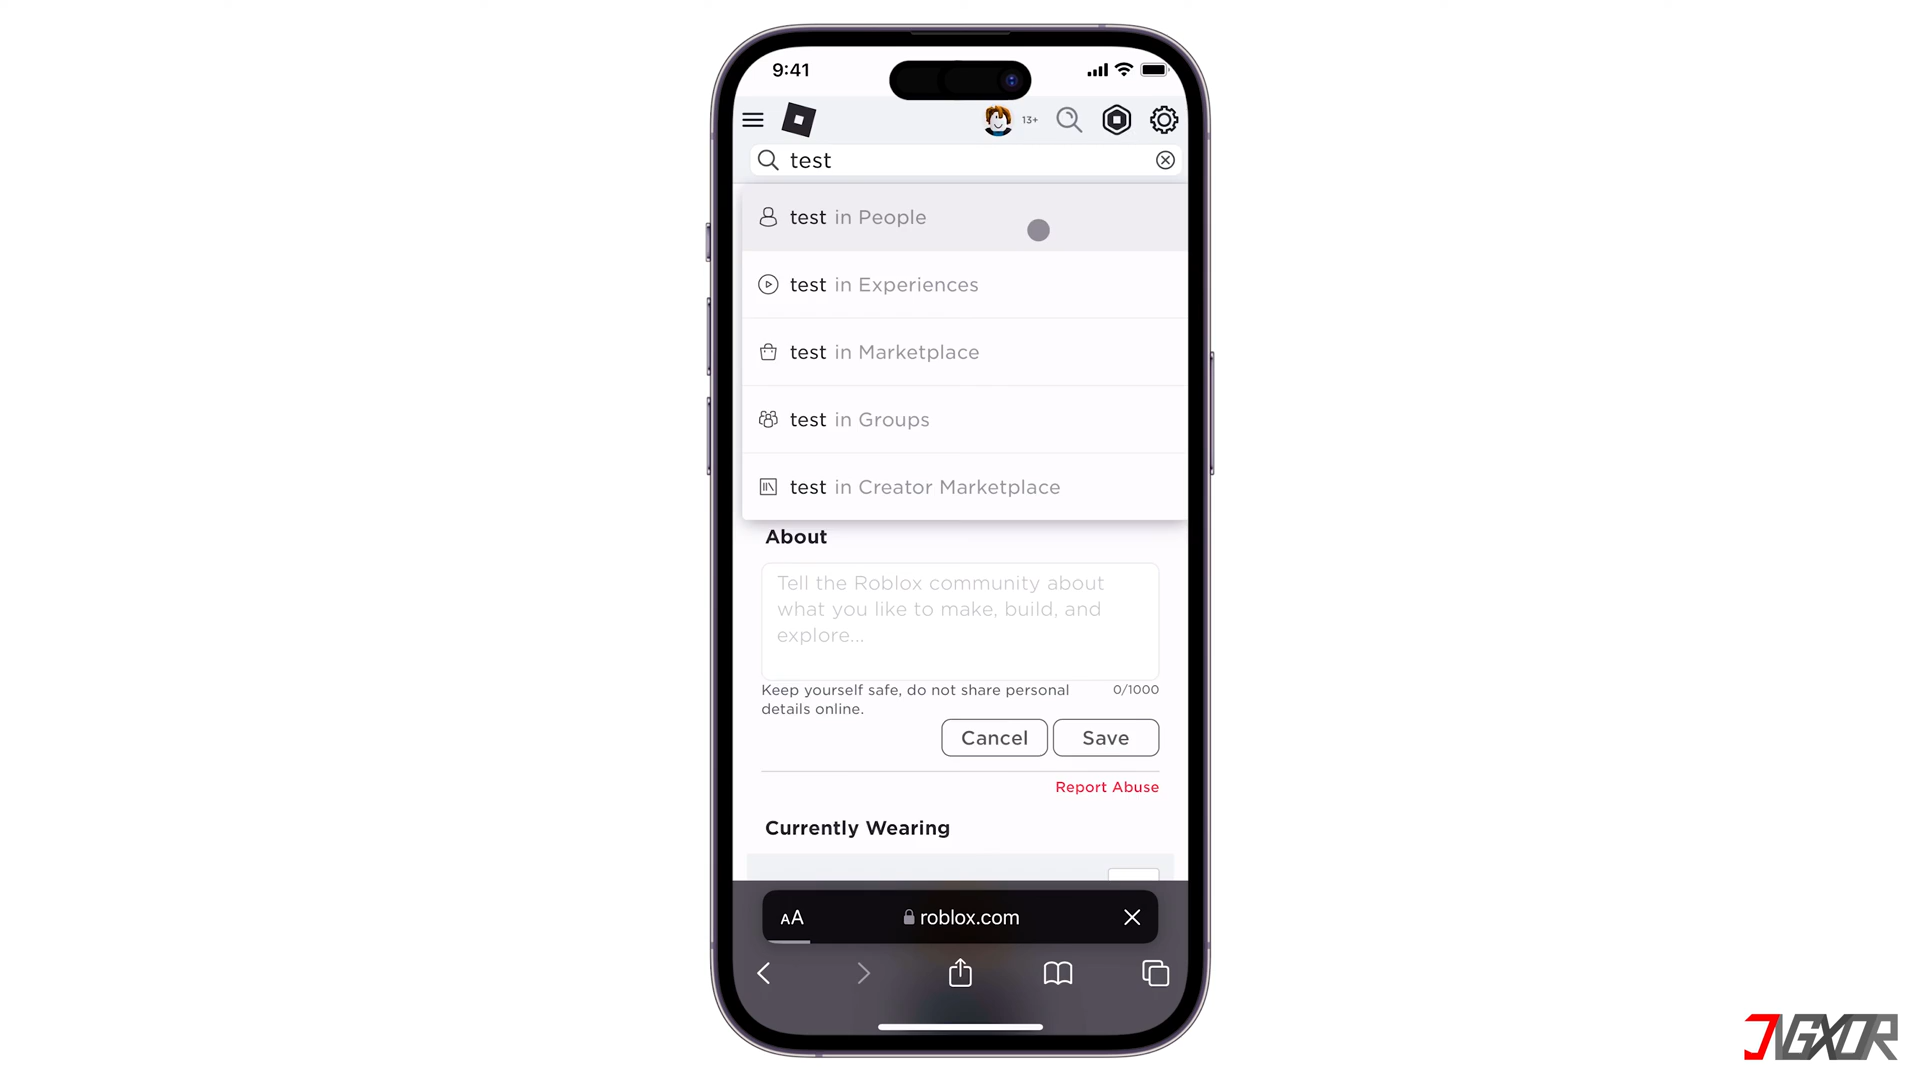 9:41
13+
test
test in People
test in Experiences
test in Marketplace
test in Groups
test in Creator Marketplace
About
Tell the Roblox community about
what you like to make, build, and
explore...
Keep yourself safe, do not share personal
details online.
0/1000
Cancel
Save
Report Abuse
Currently Wearing
AA
roblox.com
JVGXOR